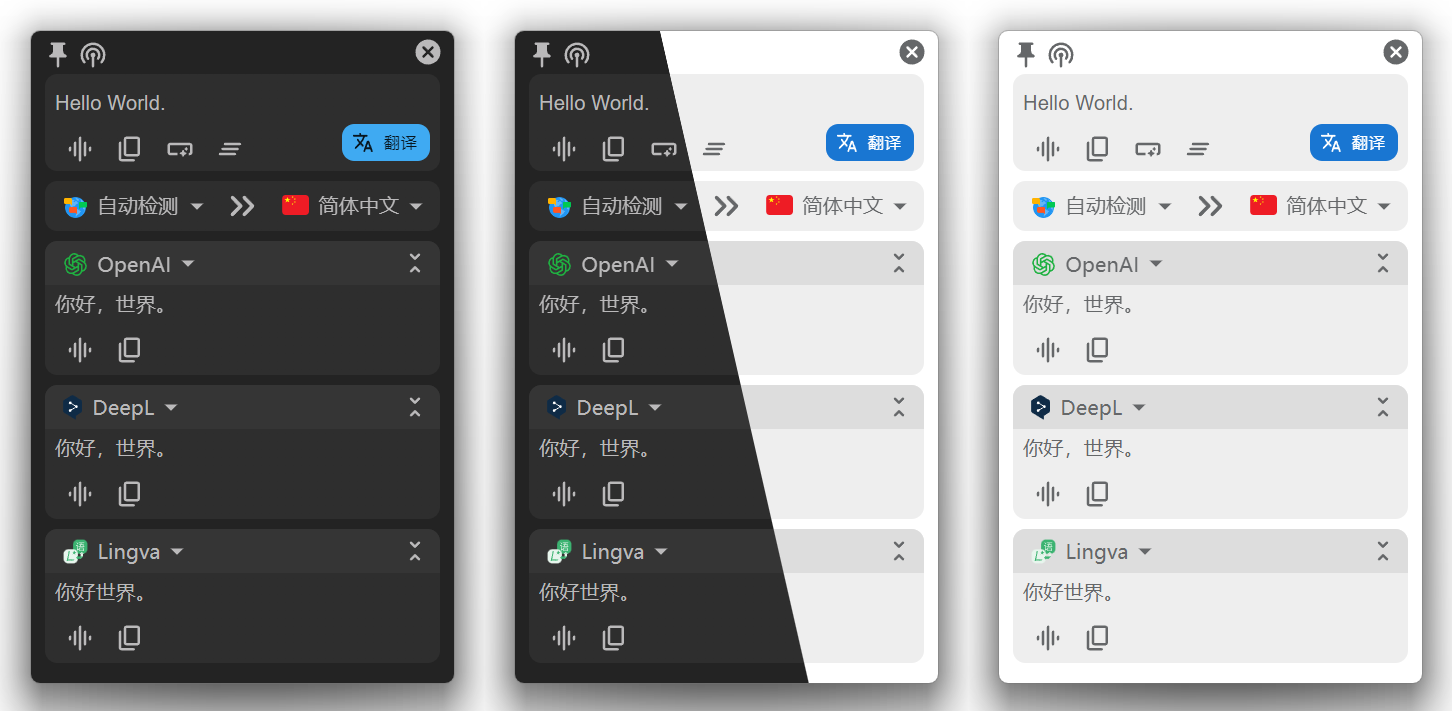 Hello World.
翻译
自动检测 简体中文
OpenAI
你好，世界。
DeepL
你好，世界。
Lingva
你好世界。
Hello World.
翻译
自动检测 简体中文
OpenAI
你好，世界。
DeepL
你好，世界。
Lingva
你好世界。
Hello World.
翻译
自动检测 简体中文
OpenAI
你好，世界。
DeepL
你好，世界。
Lingva
你好世界。